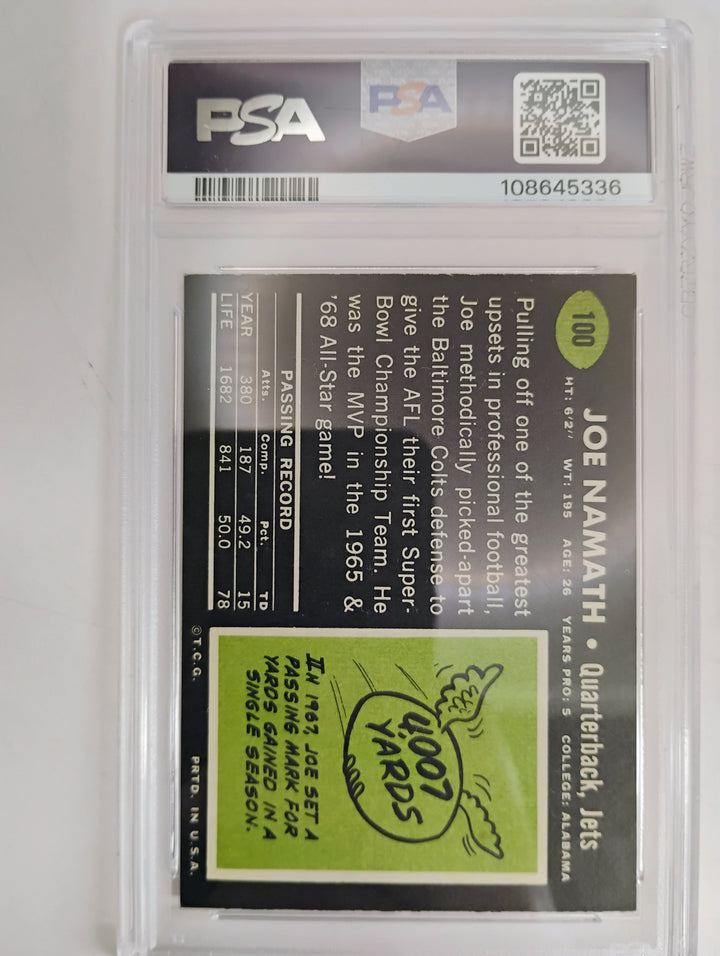 PSA
PSA
108645336
100
JOE NAMATH • Quarterback, Jets
HT: 6'2" WT: 195 AGE: 26 YEARS PRO: 5 COLLEGE: ALABAMA
Pulling off one of the greatest
upsets in professional football,
Joe methodically picked-apart
the Baltimore Colts defense to
give the AFL their first Super-
Bowl Championship Team. He
was the MVP in the 1965 &
'68 All-Star game!
PASSING RECORD
Atts. Comp. Pct. TD
YEAR 380 187 49.2 15
LIFE 1682 841 50.0 78
4,007
YARDS
IN 1967, JOE SET A
PASSING MARK FOR
YARDS GAINED IN A
SINGLE SEASON.
©T.C.G. PRTD. IN U.S.A.